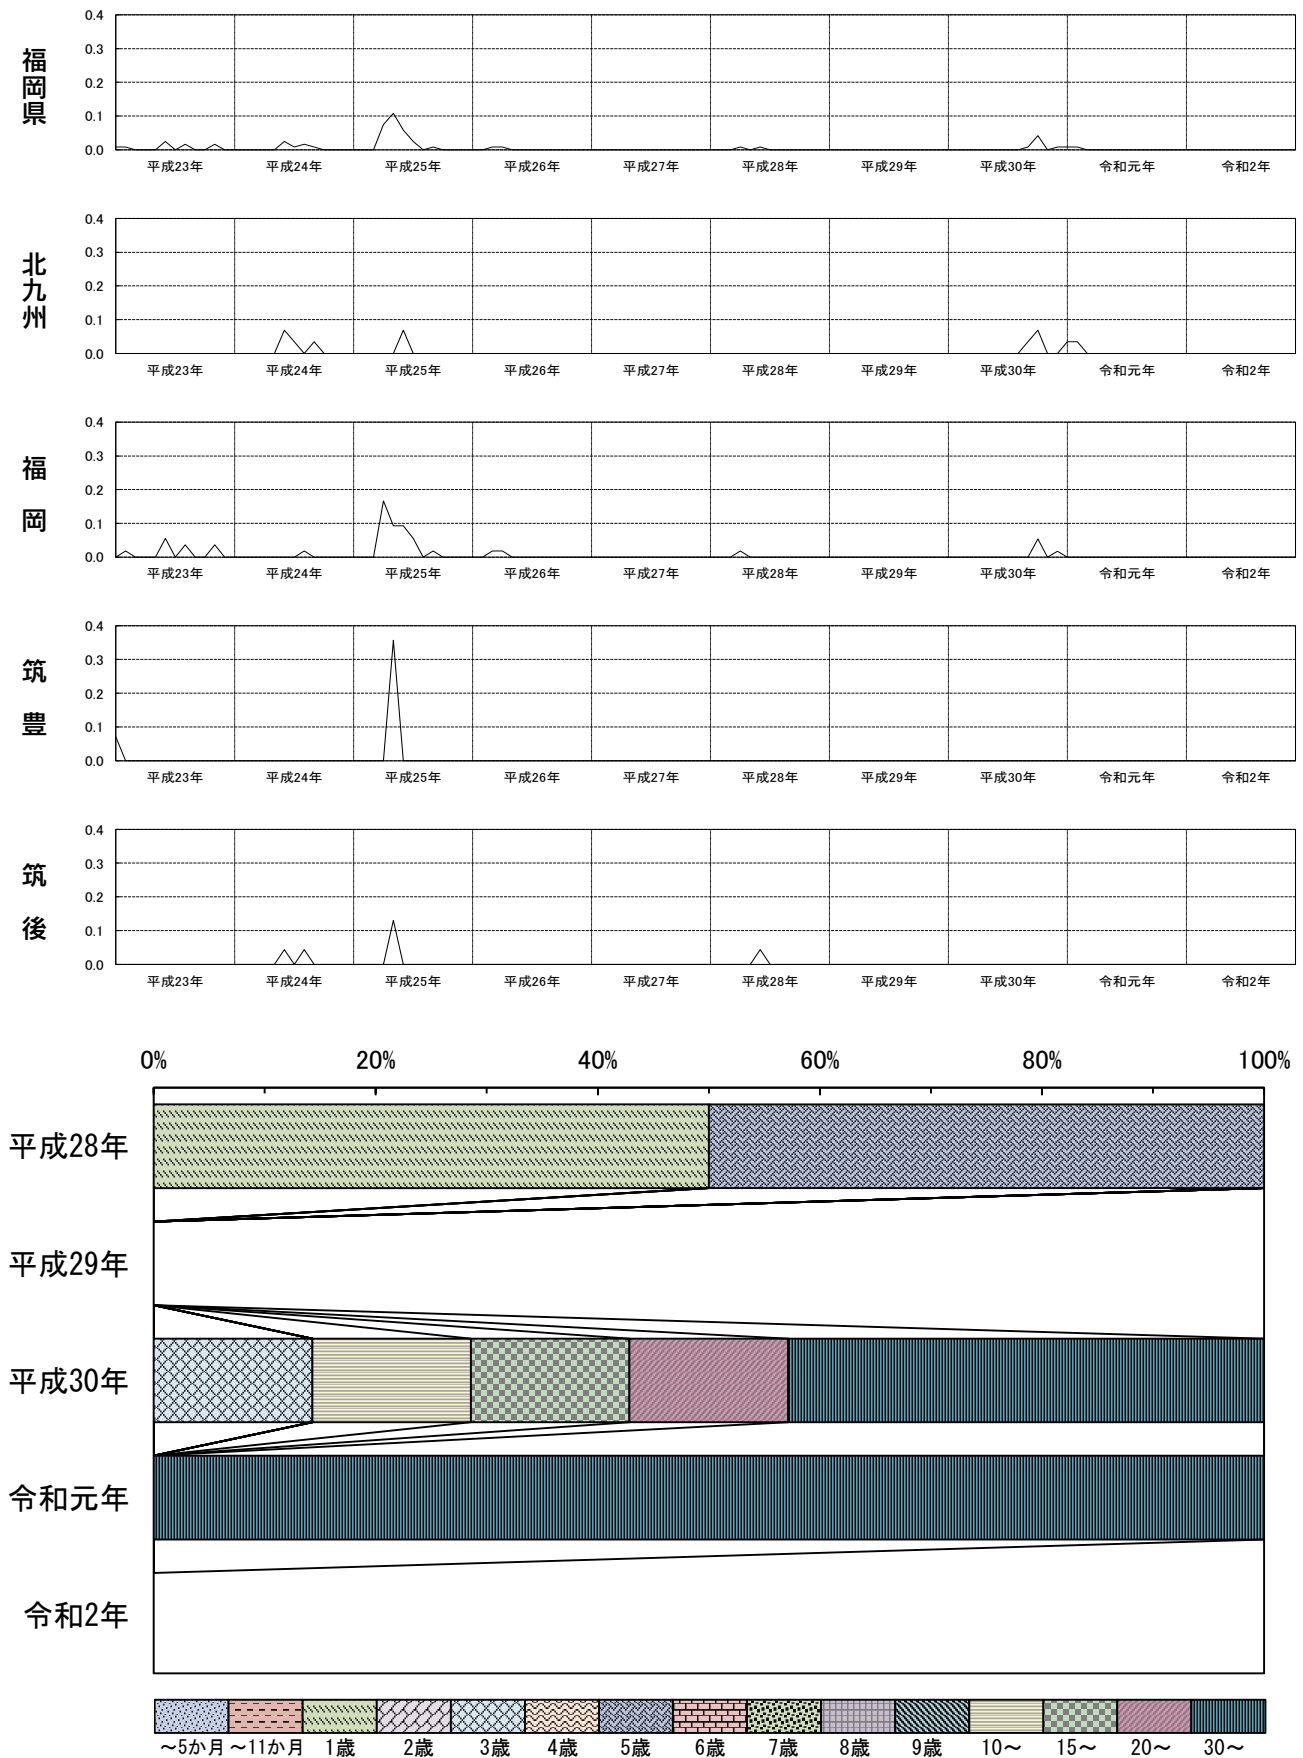 福岡県
0.4
0.3
0.2
0.1
0.0
平成23年 平成24年 平成25年 平成26年 平成27年 平成28年 平成29年 平成30年 令和元年 令和2年
北九州
0.4
0.3
0.2
0.1
0.0
平成23年 平成24年 平成25年 平成26年 平成27年 平成28年 平成29年 平成30年 令和元年 令和2年
福岡
0.4
0.3
0.2
0.1
0.0
平成23年 平成24年 平成25年 平成26年 平成27年 平成28年 平成29年 平成30年 令和元年 令和2年
筑豊
0.4
0.3
0.2
0.1
0.0
平成23年 平成24年 平成25年 平成26年 平成27年 平成28年 平成29年 平成30年 令和元年 令和2年
筑後
0.4
0.3
0.2
0.1
0.0
平成23年 平成24年 平成25年 平成26年 平成27年 平成28年 平成29年 平成30年 令和元年 令和2年
0% 20% 40% 60% 80% 100%
平成28年
平成29年
平成30年
令和元年
令和2年
～5か月 ～11か月 1歳 2歳 3歳 4歳 5歳 6歳 7歳 8歳 9歳 10～ 15～ 20～ 30～